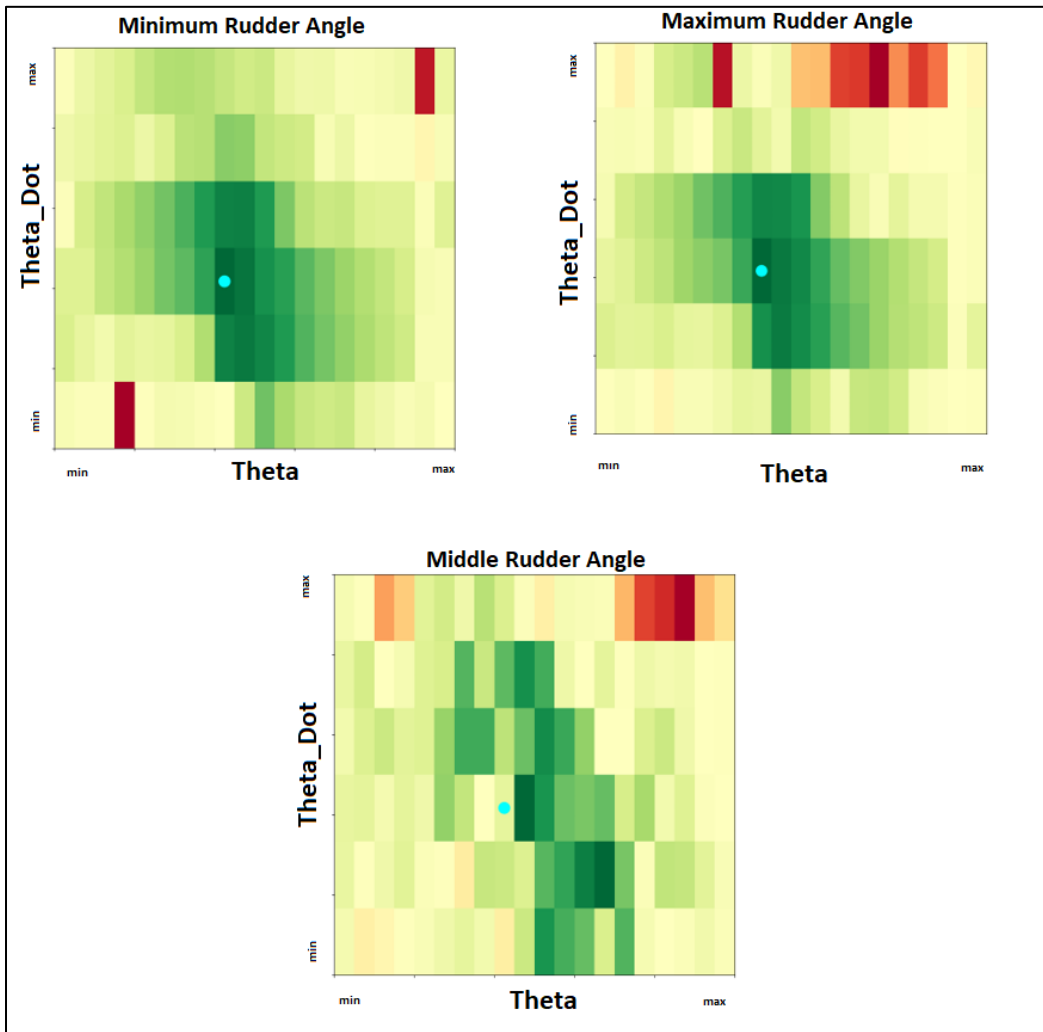 Minimum Rudder Angle
max
Theta_Dot
min
min
Theta
max
Maximum Rudder Angle
max
Theta_Dot
min
min
Theta
max
Middle Rudder Angle
max
Theta_Dot
min
min
Theta
max